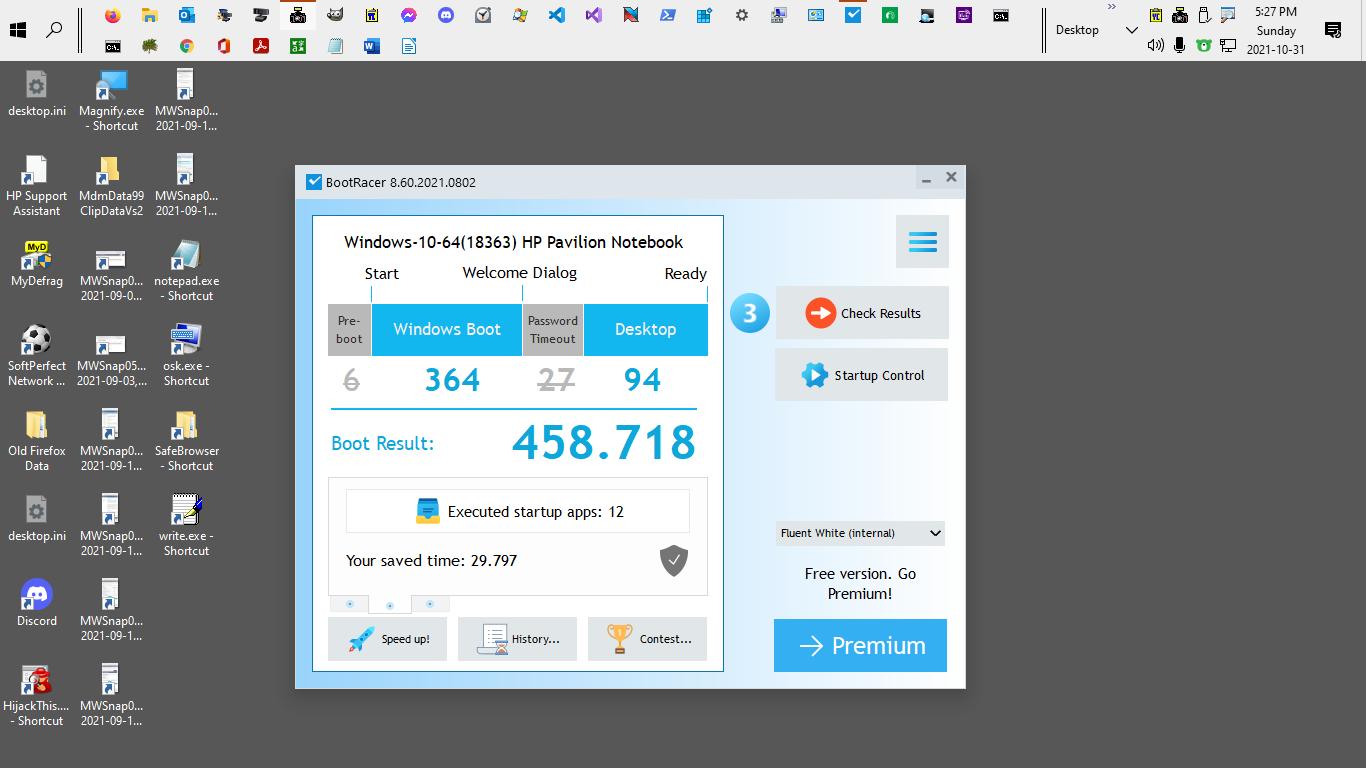 Desktop
5:27 PM
Sunday
2021-10-31
desktop.ini
Magnify.exe
- Shortcut
MWSnap0...
2021-09-1...
HP Support
Assistant
MdmData99
ClipDataVs2
MWSnap0...
2021-09-1...
MyD
MyDefrag
MWSnap0...
2021-09-0...
notepad.exe
- Shortcut
SoftPerfect
Network ...
MWSnap05...
2021-09-03,...
osk.exe -
Shortcut
Old Firefox
Data
MWSnap0...
2021-09-1...
SafeBrowser
- Shortcut
desktop.ini
MWSnap0...
2021-09-1...
write.exe -
Shortcut
Discord
MWSnap0...
2021-09-1...
HijackThis....
- Shortcut
MWSnap0...
2021-09-1...
BootRacer 8.60.2021.0802
Windows-10-64(18363) HP Pavilion Notebook
Start
Welcome Dialog
Ready
Pre-
boot
Windows Boot
Password
Timeout
Desktop
6
364
27
94
Boot Result:
458.718
Executed startup apps: 12
Your saved time: 29.797
Speed up!
History...
Contest...
3
Check Results
Startup Control
Fluent White (internal)
Free version. Go
Premium!
Premium